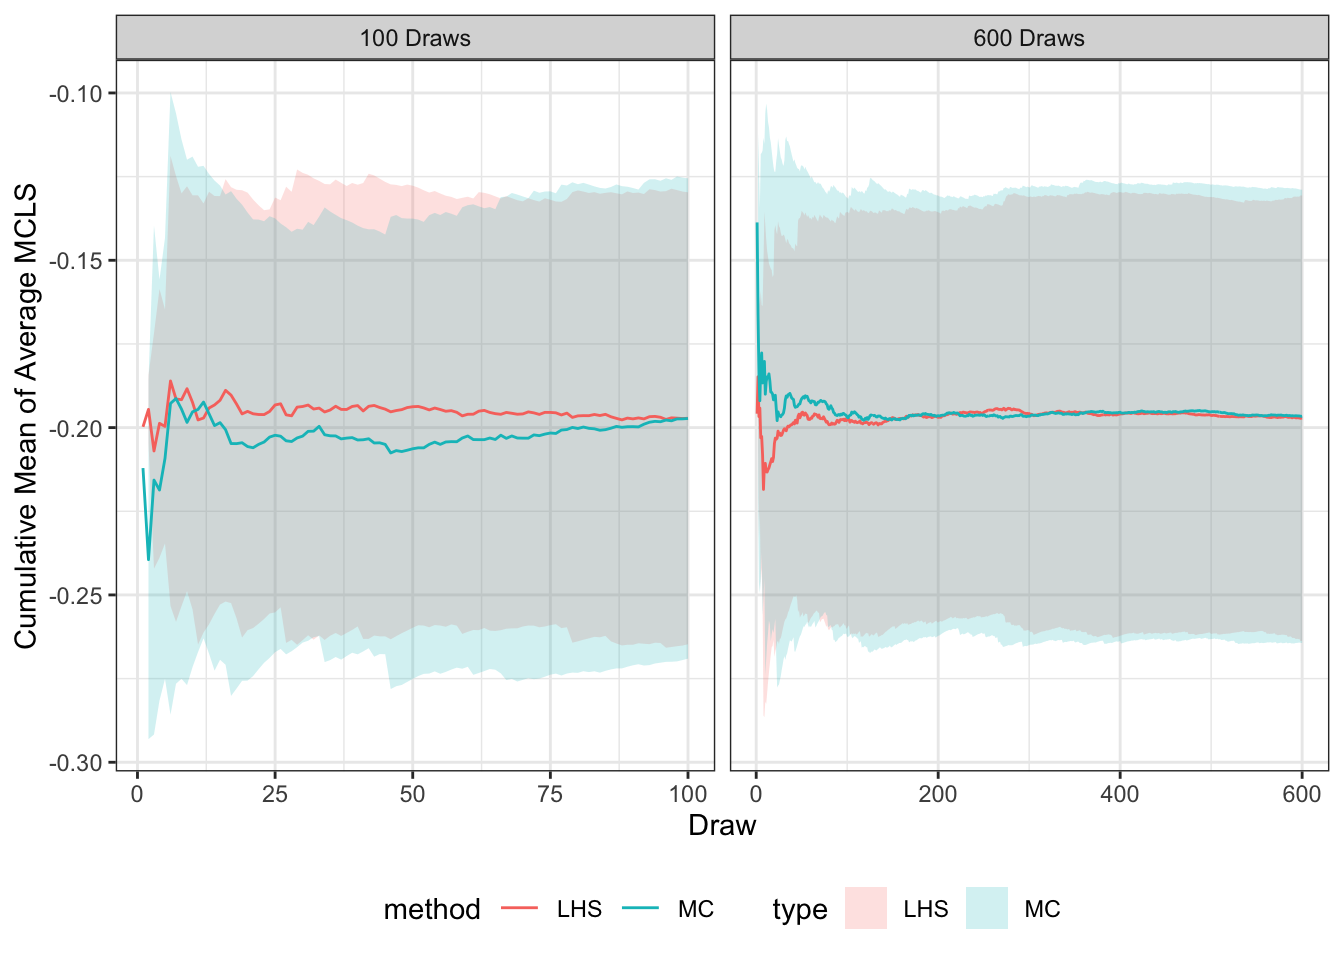 100 Draws
600 Draws
Cumulative Mean of Average MCLS
-0.10
-0.15
-0.20
-0.25
-0.30
0 25 50 75 100
0 200 400 600
Draw
method LHS MC type LHS MC